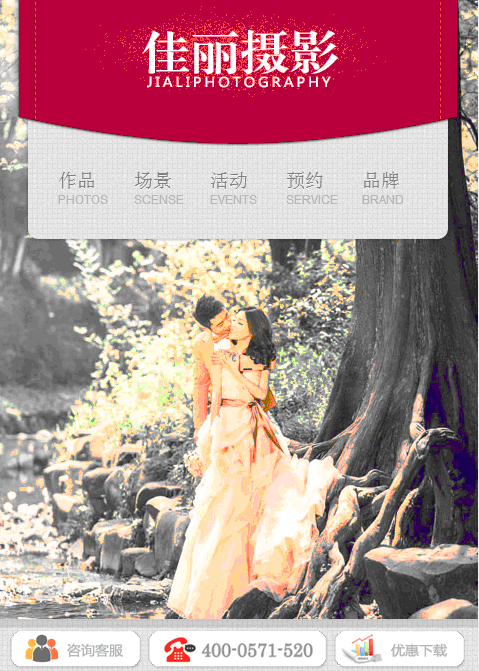 佳丽摄影
JIALIPHOTOGRAPHY
作品 场景 活动 预约 品牌
PHOTOS SCENSE EVENTS SERVICE BRAND
咨询客服 400-0571-520 优惠下载